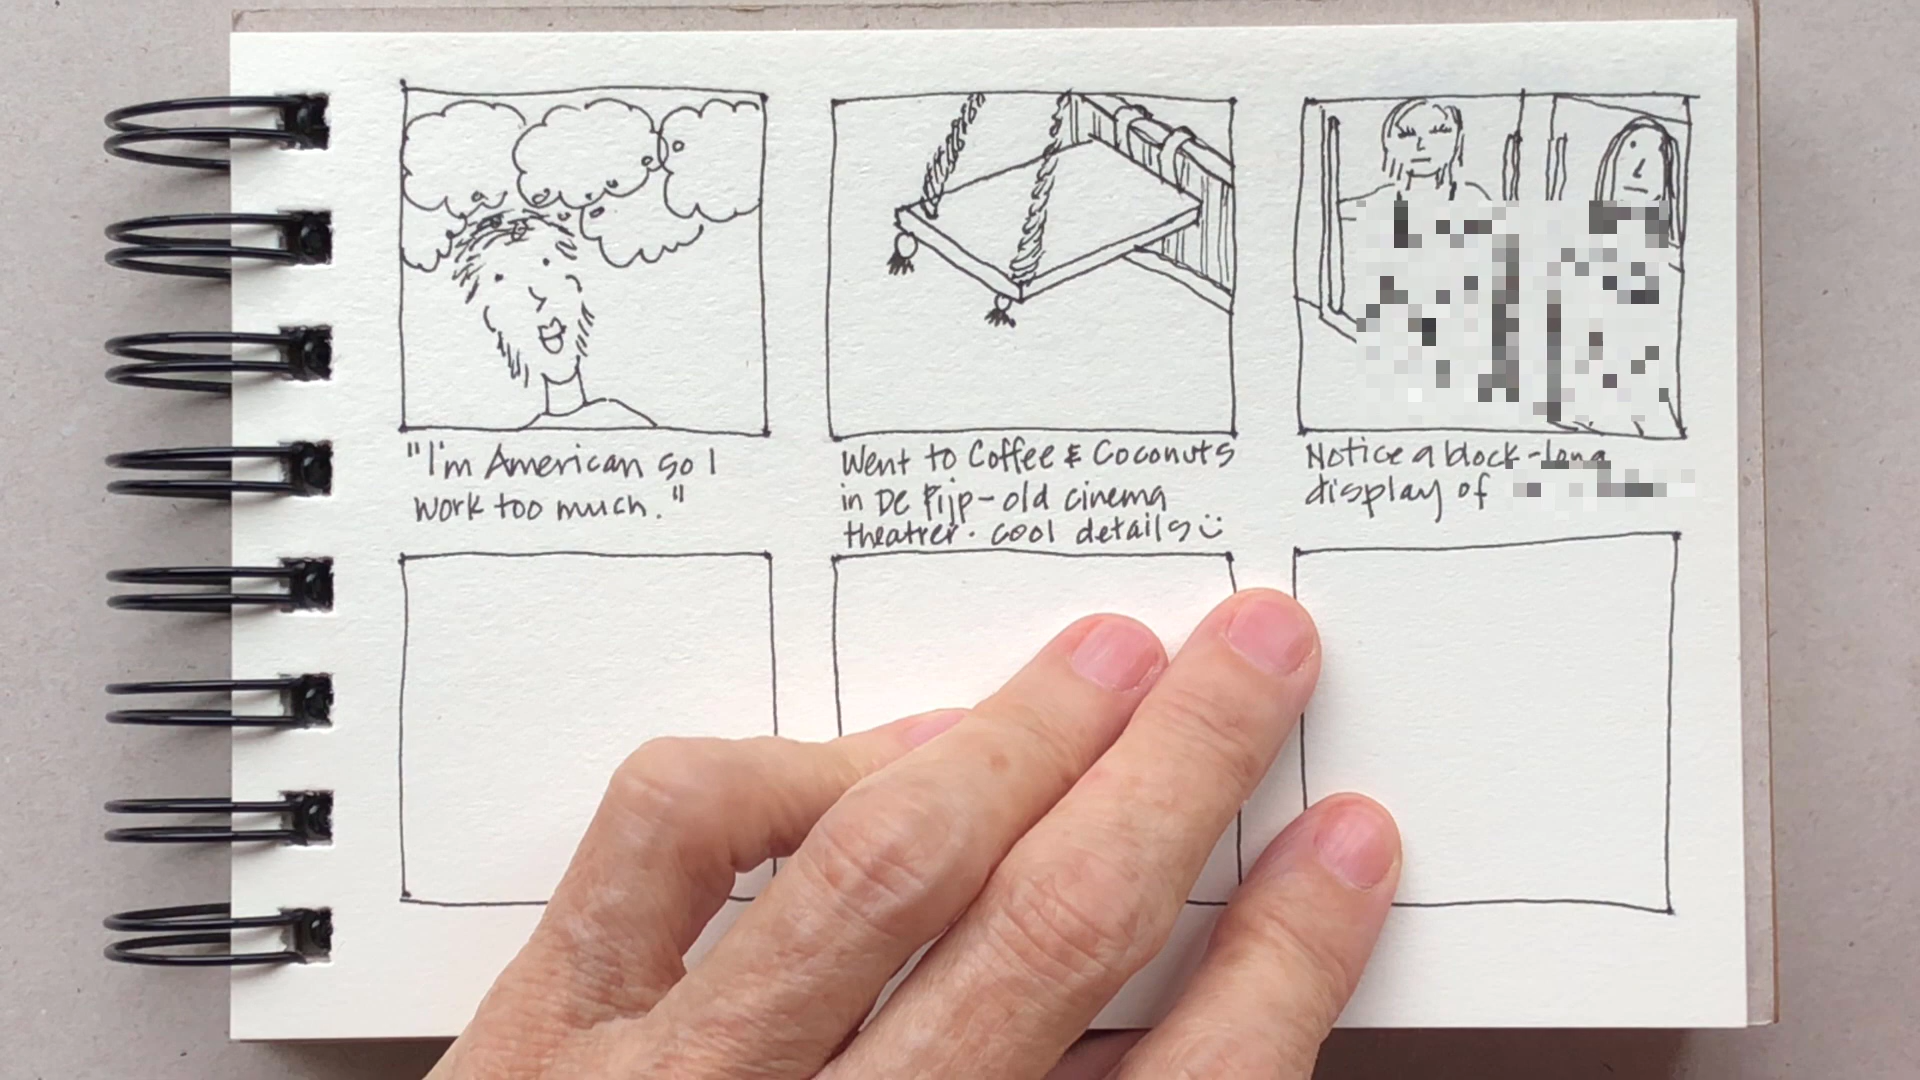 "I'm American so I
work too much."
Went to Coffee & Coconuts
in De Pijp - old cinema
theatrer. cool details
Notice a block-long
display of